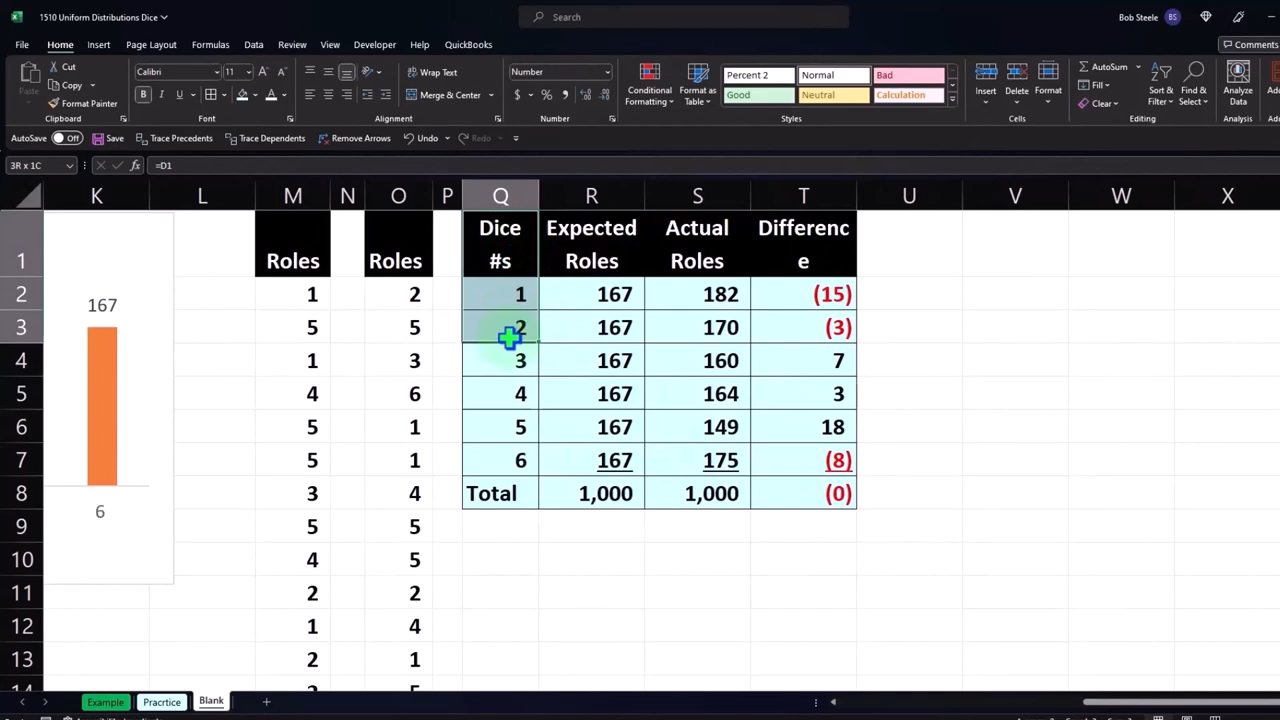 1510 Uniform Distributions Dice
Search
Bob Steele BS
File Home Insert Page Layout Formulas Data Review View Developer Help QuickBooks
Comments
Paste
Cut
Copy
Format Painter
Clipboard
Calibri 11
B I U
Font
Wrap Text
Merge & Center
Alignment
Number
$ % 9
Number
Conditional Formatting
Format as Table
Percent 2 Normal Bad
Good Neutral Calculation
Styles
Insert Delete Format
Cells
AutoSum
Fill
Clear
Sort & Filter
Find & Select
Editing
Analyze Data
Analysis
AutoSave Off Save Trace Precedents Trace Dependents Remove Arrows Undo Redo
3R x 1C fx =D1
K L M N O P Q R S T U V W X
1 Roles Roles Dice #s Expected Roles Actual Roles Differenc e
2 1 2 1 167 182 (15)
3 5 5 2 167 170 (3)
4 1 3 3 167 160 7
5 4 6 4 167 164 3
6 5 1 5 167 149 18
7 5 1 6 167 175 (8)
8 3 4 Total 1,000 1,000 (0)
9 5 5
10 4 5
11 2 2
12 1 4
13 2 1
167
6
Example Pracrtice Blank